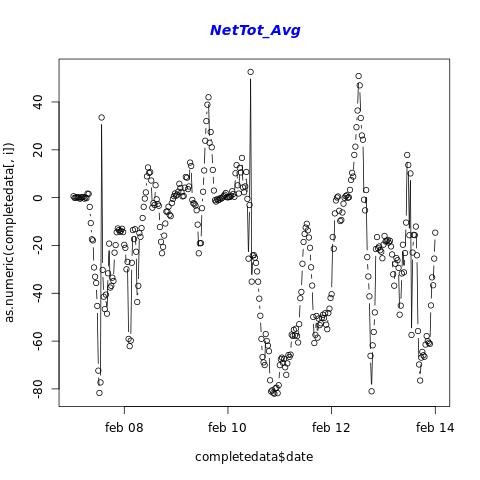 NetTot_Avg
as.numeric(completedata[, i])
40
20
0
-20
-40
-60
-80
feb 08
feb 10
feb 12
feb 14
completedata$date